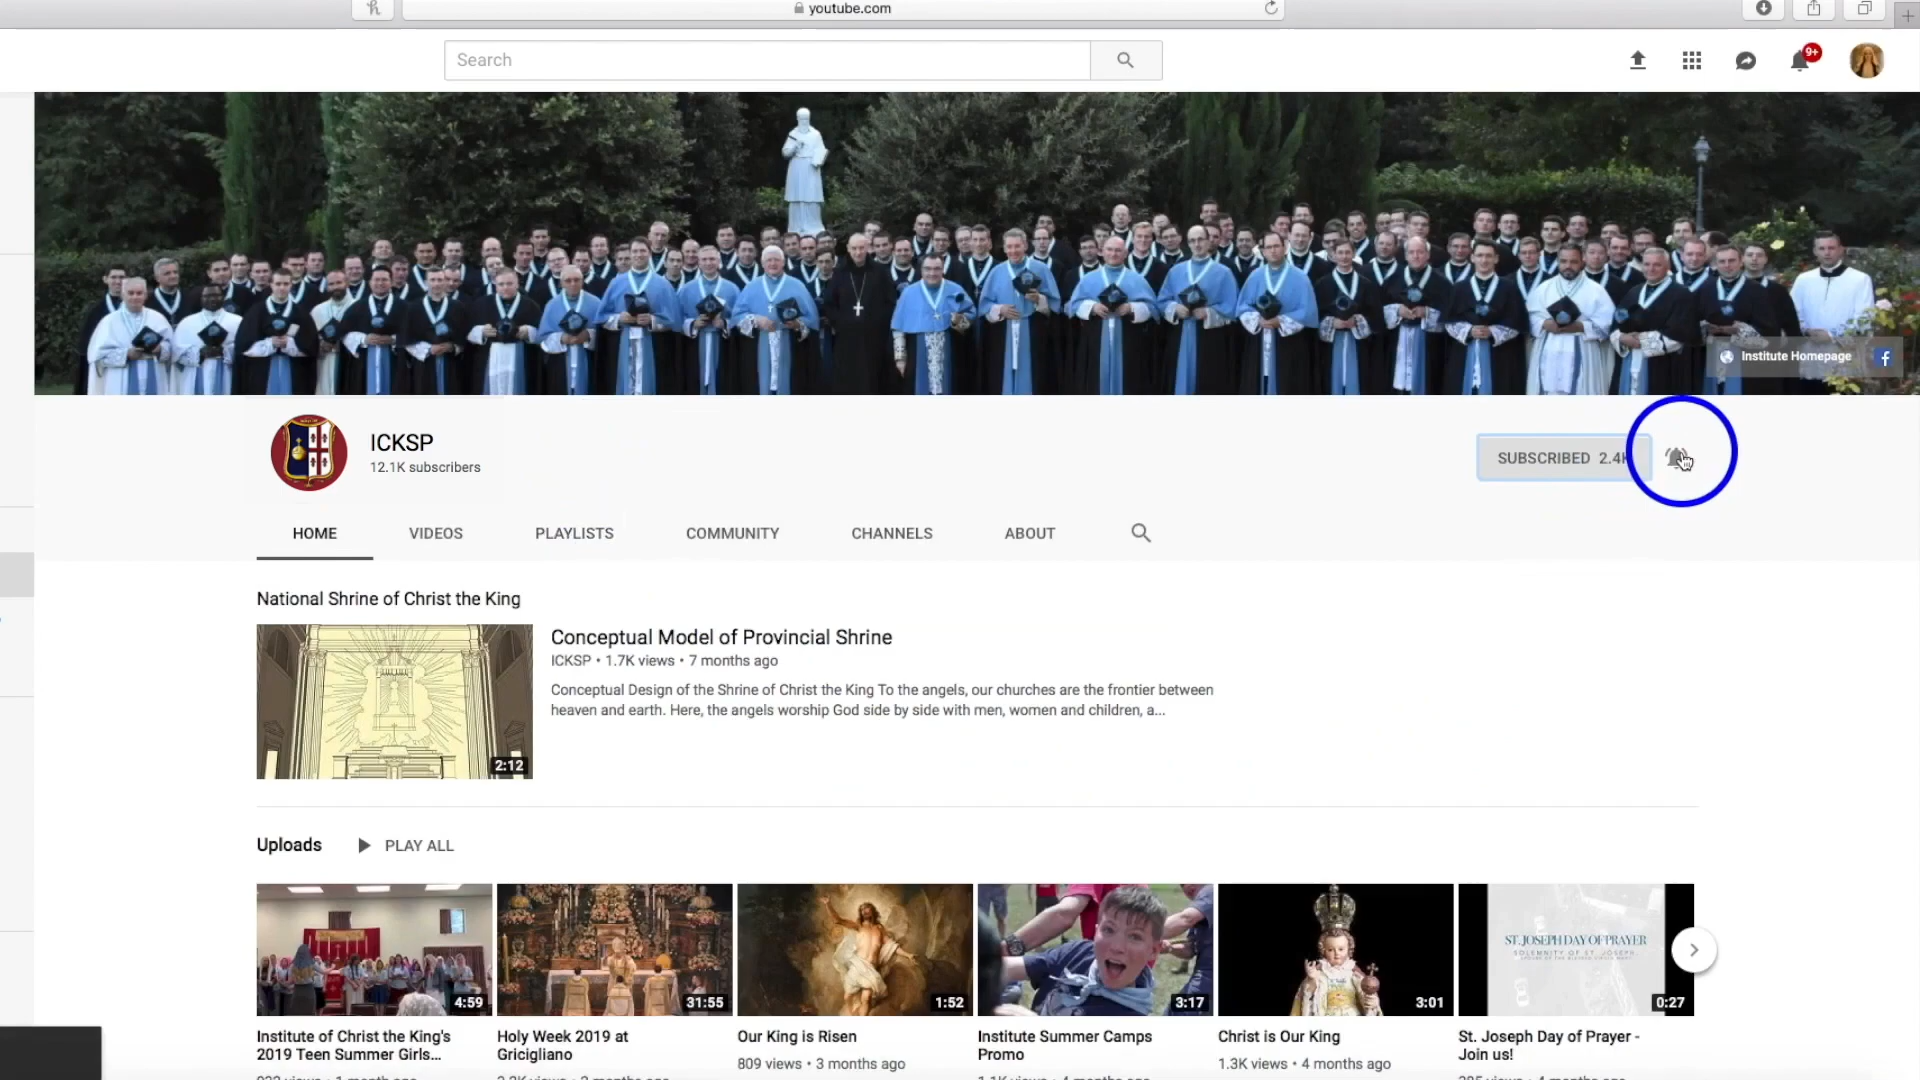 youtube.com
Search
9+
Institute Homepage
ICKSP
12.1K subscribers
SUBSCRIBED 2.4K
HOME VIDEOS PLAYLISTS COMMUNITY CHANNELS ABOUT
National Shrine of Christ the King
Conceptual Model of Provincial Shrine
ICKSP • 1.7K views • 7 months ago
Conceptual Design of the Shrine of Christ the King To the angels, our churches are the frontier between
heaven and earth. Here, the angels worship God side by side with men, women and children, a...
2:12
Uploads PLAY ALL
ST. JOSEPH DAY OF PRAYER
SOLEMNITY OF ST. JOSEPH,
4:59 31:55 1:52 3:17 3:01 0:27
Institute of Christ the King's
2019 Teen Summer Girls...
Holy Week 2019 at
Gricigliano
Our King is Risen
809 views • 3 months ago
Institute Summer Camps
Promo
Christ is Our King
1.3K views • 4 months ago
St. Joseph Day of Prayer -
Join us!